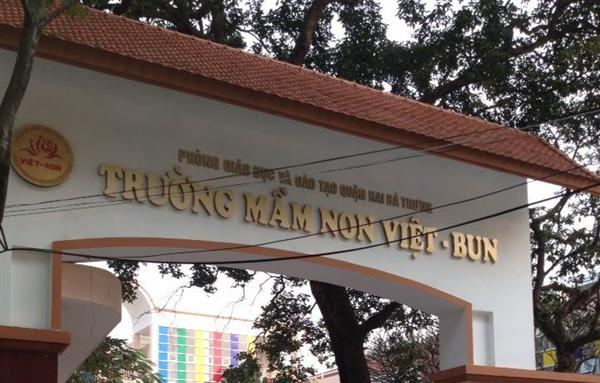 VIỆT-BUN
PHÒNG GIÁO DỤC VÀ ĐÀO TẠO QUẬN HAI BÀ TRƯNG
TRƯỜNG MẦM NON VIỆT - BUN